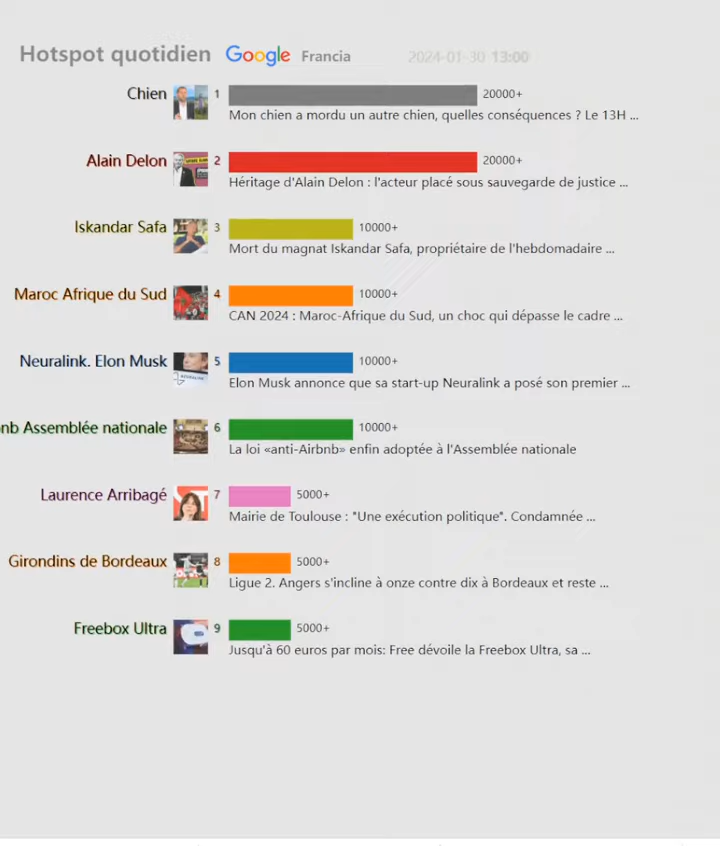 Hotspot quotidien Google Francia 2024-01-30 13:00
Chien 1 20000+
Mon chien a mordu un autre chien, quelles conséquences ? Le 13H ...
Alain Delon 2 20000+
Héritage d'Alain Delon : l'acteur placé sous sauvegarde de justice ...
Iskandar Safa 3 10000+
Mort du magnat Iskandar Safa, propriétaire de l'hebdomadaire ...
Maroc Afrique du Sud 4 10000+
CAN 2024 : Maroc-Afrique du Sud, un choc qui dépasse le cadre ...
Neuralink. Elon Musk 5 10000+
Elon Musk annonce que sa start-up Neuralink a posé son premier ...
nb Assemblée nationale 6 10000+
La loi «anti-Airbnb» enfin adoptée à l'Assemblée nationale
Laurence Arribagé 7 5000+
Mairie de Toulouse : "Une exécution politique". Condamnée ...
Girondins de Bordeaux 8 5000+
Ligue 2. Angers s'incline à onze contre dix à Bordeaux et reste ...
Freebox Ultra 9 5000+
Jusqu'à 60 euros par mois: Free dévoile la Freebox Ultra, sa ...